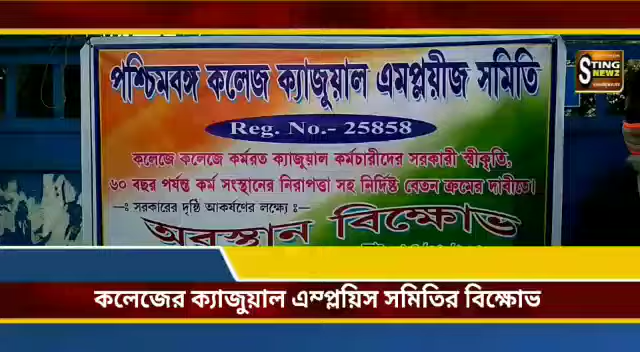 STING
NEWZ
পশ্চিমবঙ্গ কলেজ ক্যাজুয়াল এমপ্লয়ীজ সমিতি
Reg. No.- 25858
কলেজে কলেজে কর্মরত ক্যাজুয়াল কর্মচারীদের সরকারী স্বীকৃতি,
৬০ বছর পর্যন্ত কর্ম সংস্থানের নিরাপত্তা সহ নির্দিষ্ট বেতন ক্রমের দাবীতে।
—ঃ সরকারের দৃষ্টি আকর্ষণের লক্ষ্যে ঃ—
অবস্থান বিক্ষোভ
কলেজের ক্যাজুয়াল এম্প্লয়িস সমিতির বিক্ষোভ